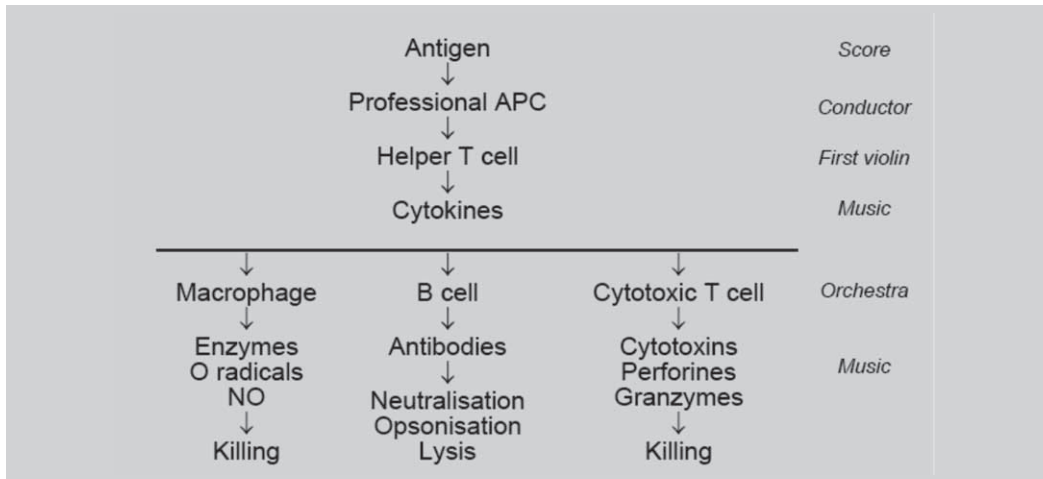 Antigen Score
↓
Professional APC Conductor
↓
Helper T cell First violin
↓
Cytokines Music
↓ ↓ ↓
Macrophage B cell Cytotoxic T cell Orchestra
↓ ↓ ↓
Enzymes Antibodies Cytotoxins
O radicals ↓ Perforines Music
NO Neutralisation Granzymes
↓ Opsonisation ↓
Killing Lysis Killing